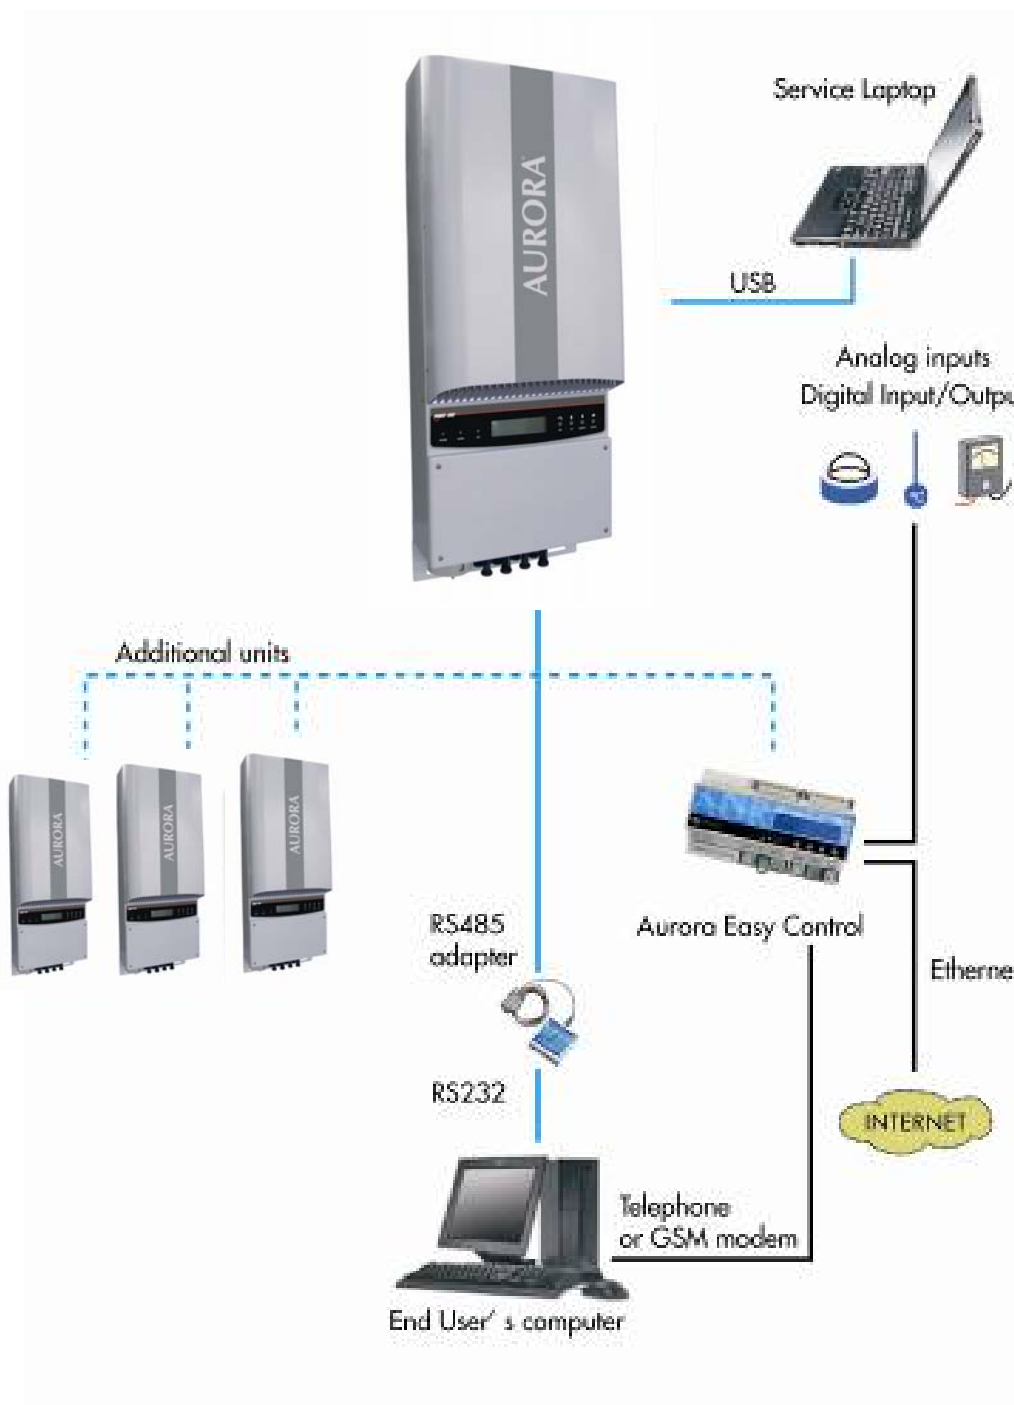 Service Laptop
AURORA
USB
Analog inputs
Digital Input/Outpu
°C
Additional units
AURORA
AURORA
AURORA
RS485
adapter
Aurora Easy Control
Etherne
RS232
INTERNET
Telephone
or GSM modem
End User' s computer